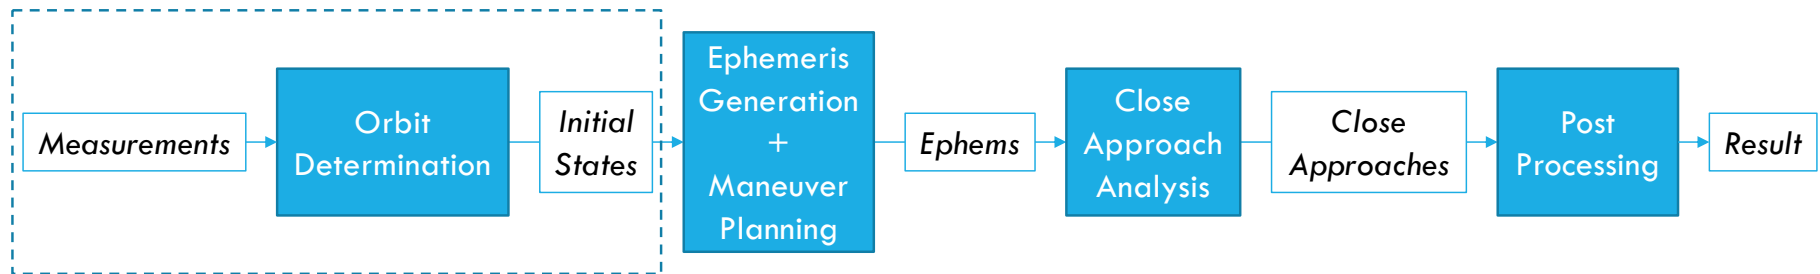 Measurements
Orbit
Determination
Initial
States
Ephemeris
Generation
+
Maneuver
Planning
Ephems
Close
Approach
Analysis
Close
Approaches
Post
Processing
Result